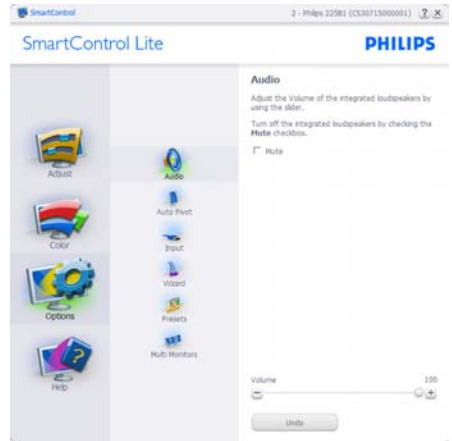 SmartControl
2 - Philips 225B1 (CS30715000001)
?
SmartControl Lite
PHILIPS
Adjust
Color
Options
Help
Audio
Auto Pivot
Input
Wizard
Presets
Multi Monitors
Audio
Adjust the Volume of the integrated loudspeakers by
using the slider.
Turn off the integrated loudspeakers by checking the
Mute checkbox.
Mute
Volume
100
Undo